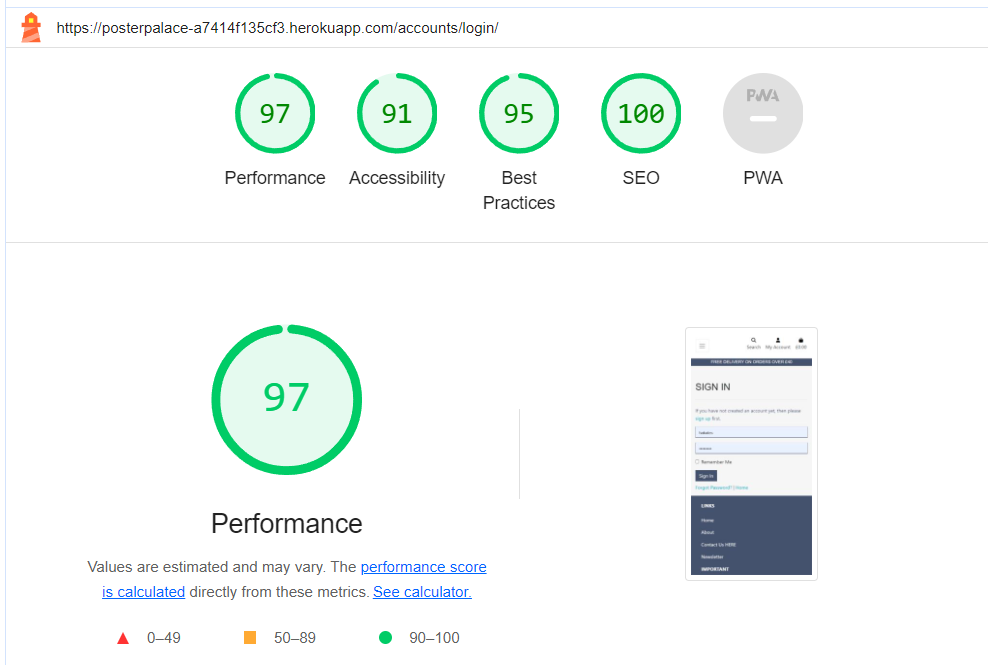 https://posterpalace-a7414f135cf3.herokuapp.com/accounts/login/
97
91
95
100
PWA
Performance
Accessibility
Best
Practices
SEO
PWA
97
Performance
Values are estimated and may vary. The performance score
is calculated directly from these metrics. See calculator.
0–49
50–89
90–100
Search My Account
FREE DELIVERY ON ORDERS OVER
SIGN IN
If you have not created an account yet, then please
sign up first.
Remember Me
Sign In
Forgot Password? Home
LINKS
Home
About
Contact Us HERE
Newsletter
IMPORTANT